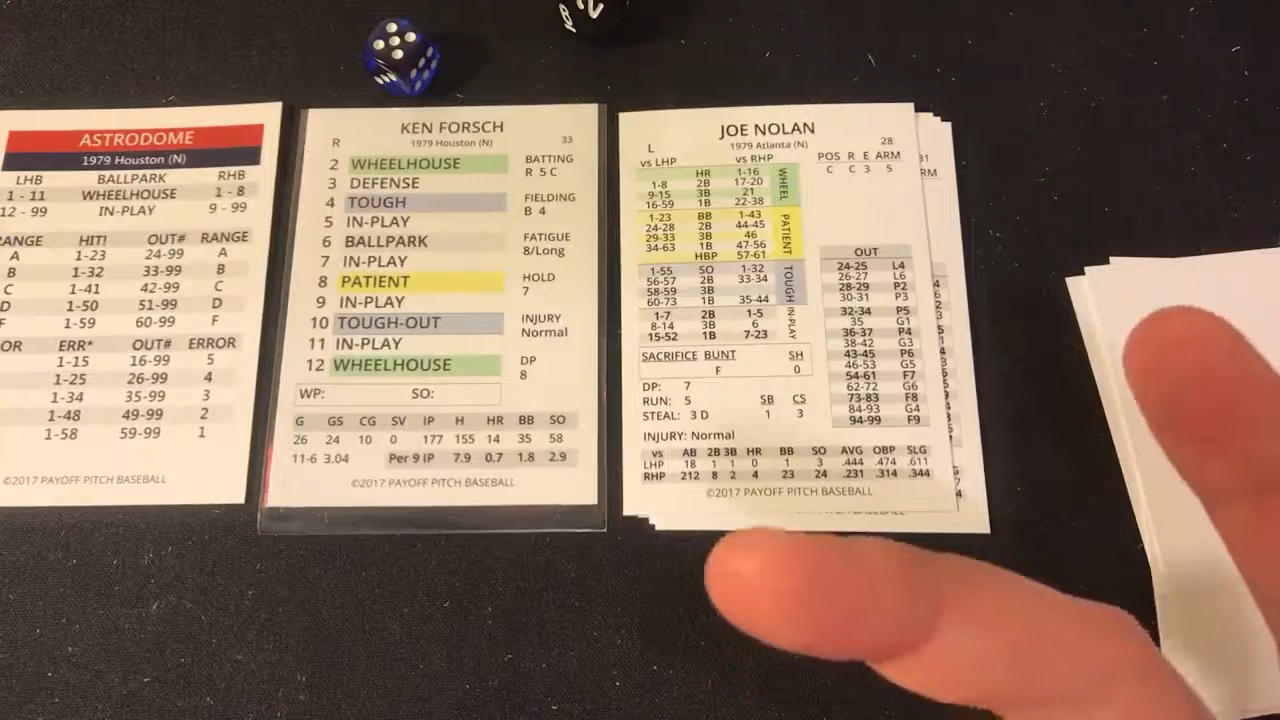 ASTRODOME
1979 Houston (N)
LHB BALLPARK RHB
1 - 11 WHEELHOUSE 1 - 8
12 - 99 IN-PLAY 9 - 99
RANGE HIT! OUT# RANGE
A 1-23 24-99 A
B 1-32 33-99 B
C 1-41 42-99 C
D 1-50 51-99 D
F 1-59 60-99 F
OR ERR* OUT# ERROR
1-15 16-99 5
1-25 26-99 4
1-34 35-99 3
1-48 49-99 2
1-58 59-99 1
©2017 PAYOFF PITCH BASEBALL
KEN FORSCH
R 1979 Houston (N) 33
2 WHEELHOUSE
3 DEFENSE
4 TOUGH
5 IN-PLAY
6 BALLPARK
7 IN-PLAY
8 PATIENT
9 IN-PLAY
10 TOUGH-OUT
11 IN-PLAY
12 WHEELHOUSE
BATTING
R 5 C
FIELDING
B 4
FATIGUE
8/Long
HOLD
7
INJURY
Normal
DP
8
WP: SO:
G GS CG SV IP H HR BB SO
26 24 10 0 177 155 14 35 58
11-6 3.04 Per 9 IP 7.9 0.7 1.8 2.9
©2017 PAYOFF PITCH BASEBALL
JOE NOLAN
L 1979 Atlanta (N) 28
vs LHP vs RHP
HR 1-16
1-8 2B 17-20
9-15 3B 21
16-59 1B 22-38
WHEEL
1-23 BB 1-43
24-28 2B 44-45
29-33 3B 46
34-63 1B 47-56
HBP 57-61
PATIENT
1-55 SO 1-32
56-57 2B 33-34
58-59 3B
60-73 1B 35-44
TOUGH
1-7 2B 1-5
8-14 3B 6
15-52 1B 7-23
IN-PLAY
SACRIFICE BUNT SH
F 0
DP: 7
RUN: 5 SB CS
STEAL: 3 D 1 3
INJURY: Normal
POS R E ARM
C C 3 5
OUT
24-25 L4
26-27 L6
28-29 P2
30-31 P3
32-34 P5
35 G1
36-37 P4
38-42 G3
43-45 P6
46-53 G5
54-61 F7
62-72 G6
73-83 F8
84-93 G4
94-99 F9
vs AB 2B 3B HR BB SO AVG OBP SLG
LHP 18 1 1 0 1 3 .444 .474 .611
RHP 212 8 2 4 23 24 .231 .314 .344
©2017 PAYOFF PITCH BASEBALL
31
RM